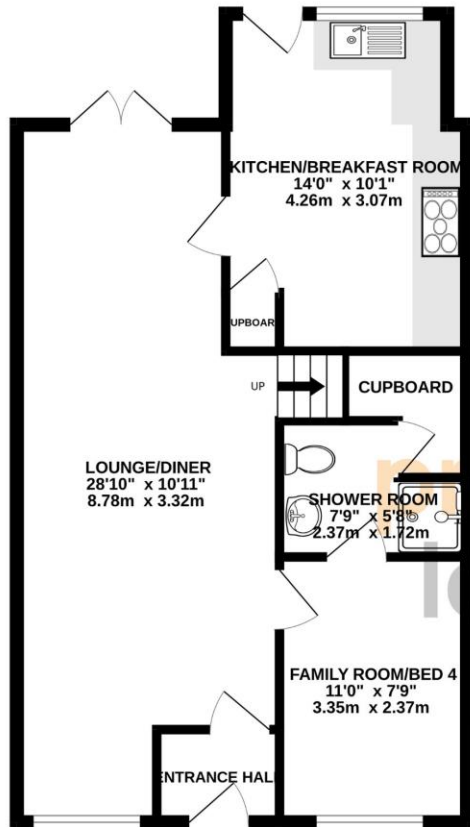 KITCHEN/BREAKFAST ROOM
14'0" x 10'1"
4.26m x 3.07m
UPBOAR
UP
CUPBOARD
LOUNGE/DINER
28'10" x 10'11"
8.78m x 3.32m
SHOWER ROOM
7'9" x 5'8"
2.37m x 1.72m
FAMILY ROOM/BED 4
11'0" x 7'9"
3.35m x 2.37m
ENTRANCE HALL